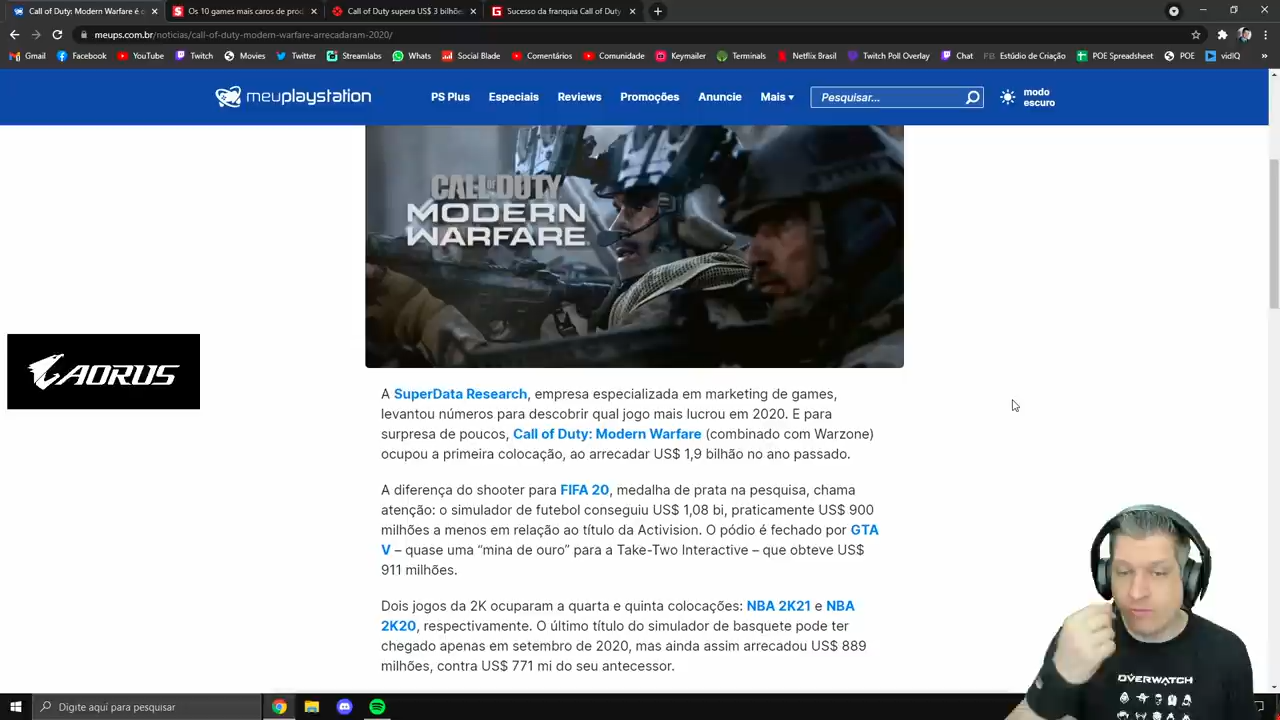 Call of Duty: Modern Warfare é
Os 10 games mais caros de prod
Call of Duty supera US$ 3 bilhões
Sucesso da franquia Call of Duty
meups.com.br/noticias/call-of-duty-modern-warfare-arrecadaram-2020/
Gmail Facebook YouTube Twitch Movies Twitter Streamlabs Whats Social Blade Comentários Comunidade Keymailer Terminals Netflix Brasil Twitch Poll Overlay Chat Estúdio de Criação POE Spreadsheet POE vidIQ »
meuplaystation PS Plus Especiais Reviews Promoções Anuncie Mais Pesquisar... modo
escuro
CALL OF DUTY
MODERN
WARFARE
AORUS
A SuperData Research, empresa especializada em marketing de games,
levantou números para descobrir qual jogo mais lucrou em 2020. E para
surpresa de poucos, Call of Duty: Modern Warfare (combinado com Warzone)
ocupou a primeira colocação, ao arrecadar US$ 1,9 bilhão no ano passado.
A diferença do shooter para FIFA 20, medalha de prata na pesquisa, chama
atenção: o simulador de futebol conseguiu US$ 1,08 bi, praticamente US$ 900
milhões a menos em relação ao título da Activision. O pódio é fechado por GTA
V – quase uma “mina de ouro” para a Take-Two Interactive – que obteve US$
911 milhões.
Dois jogos da 2K ocuparam a quarta e quinta colocações: NBA 2K21 e NBA
2K20, respectivamente. O último título do simulador de basquete pode ter
chegado apenas em setembro de 2020, mas ainda assim arrecadou US$ 889
milhões, contra US$ 771 mi do seu antecessor.
OVERWATCH
Digite aqui para pesquisar